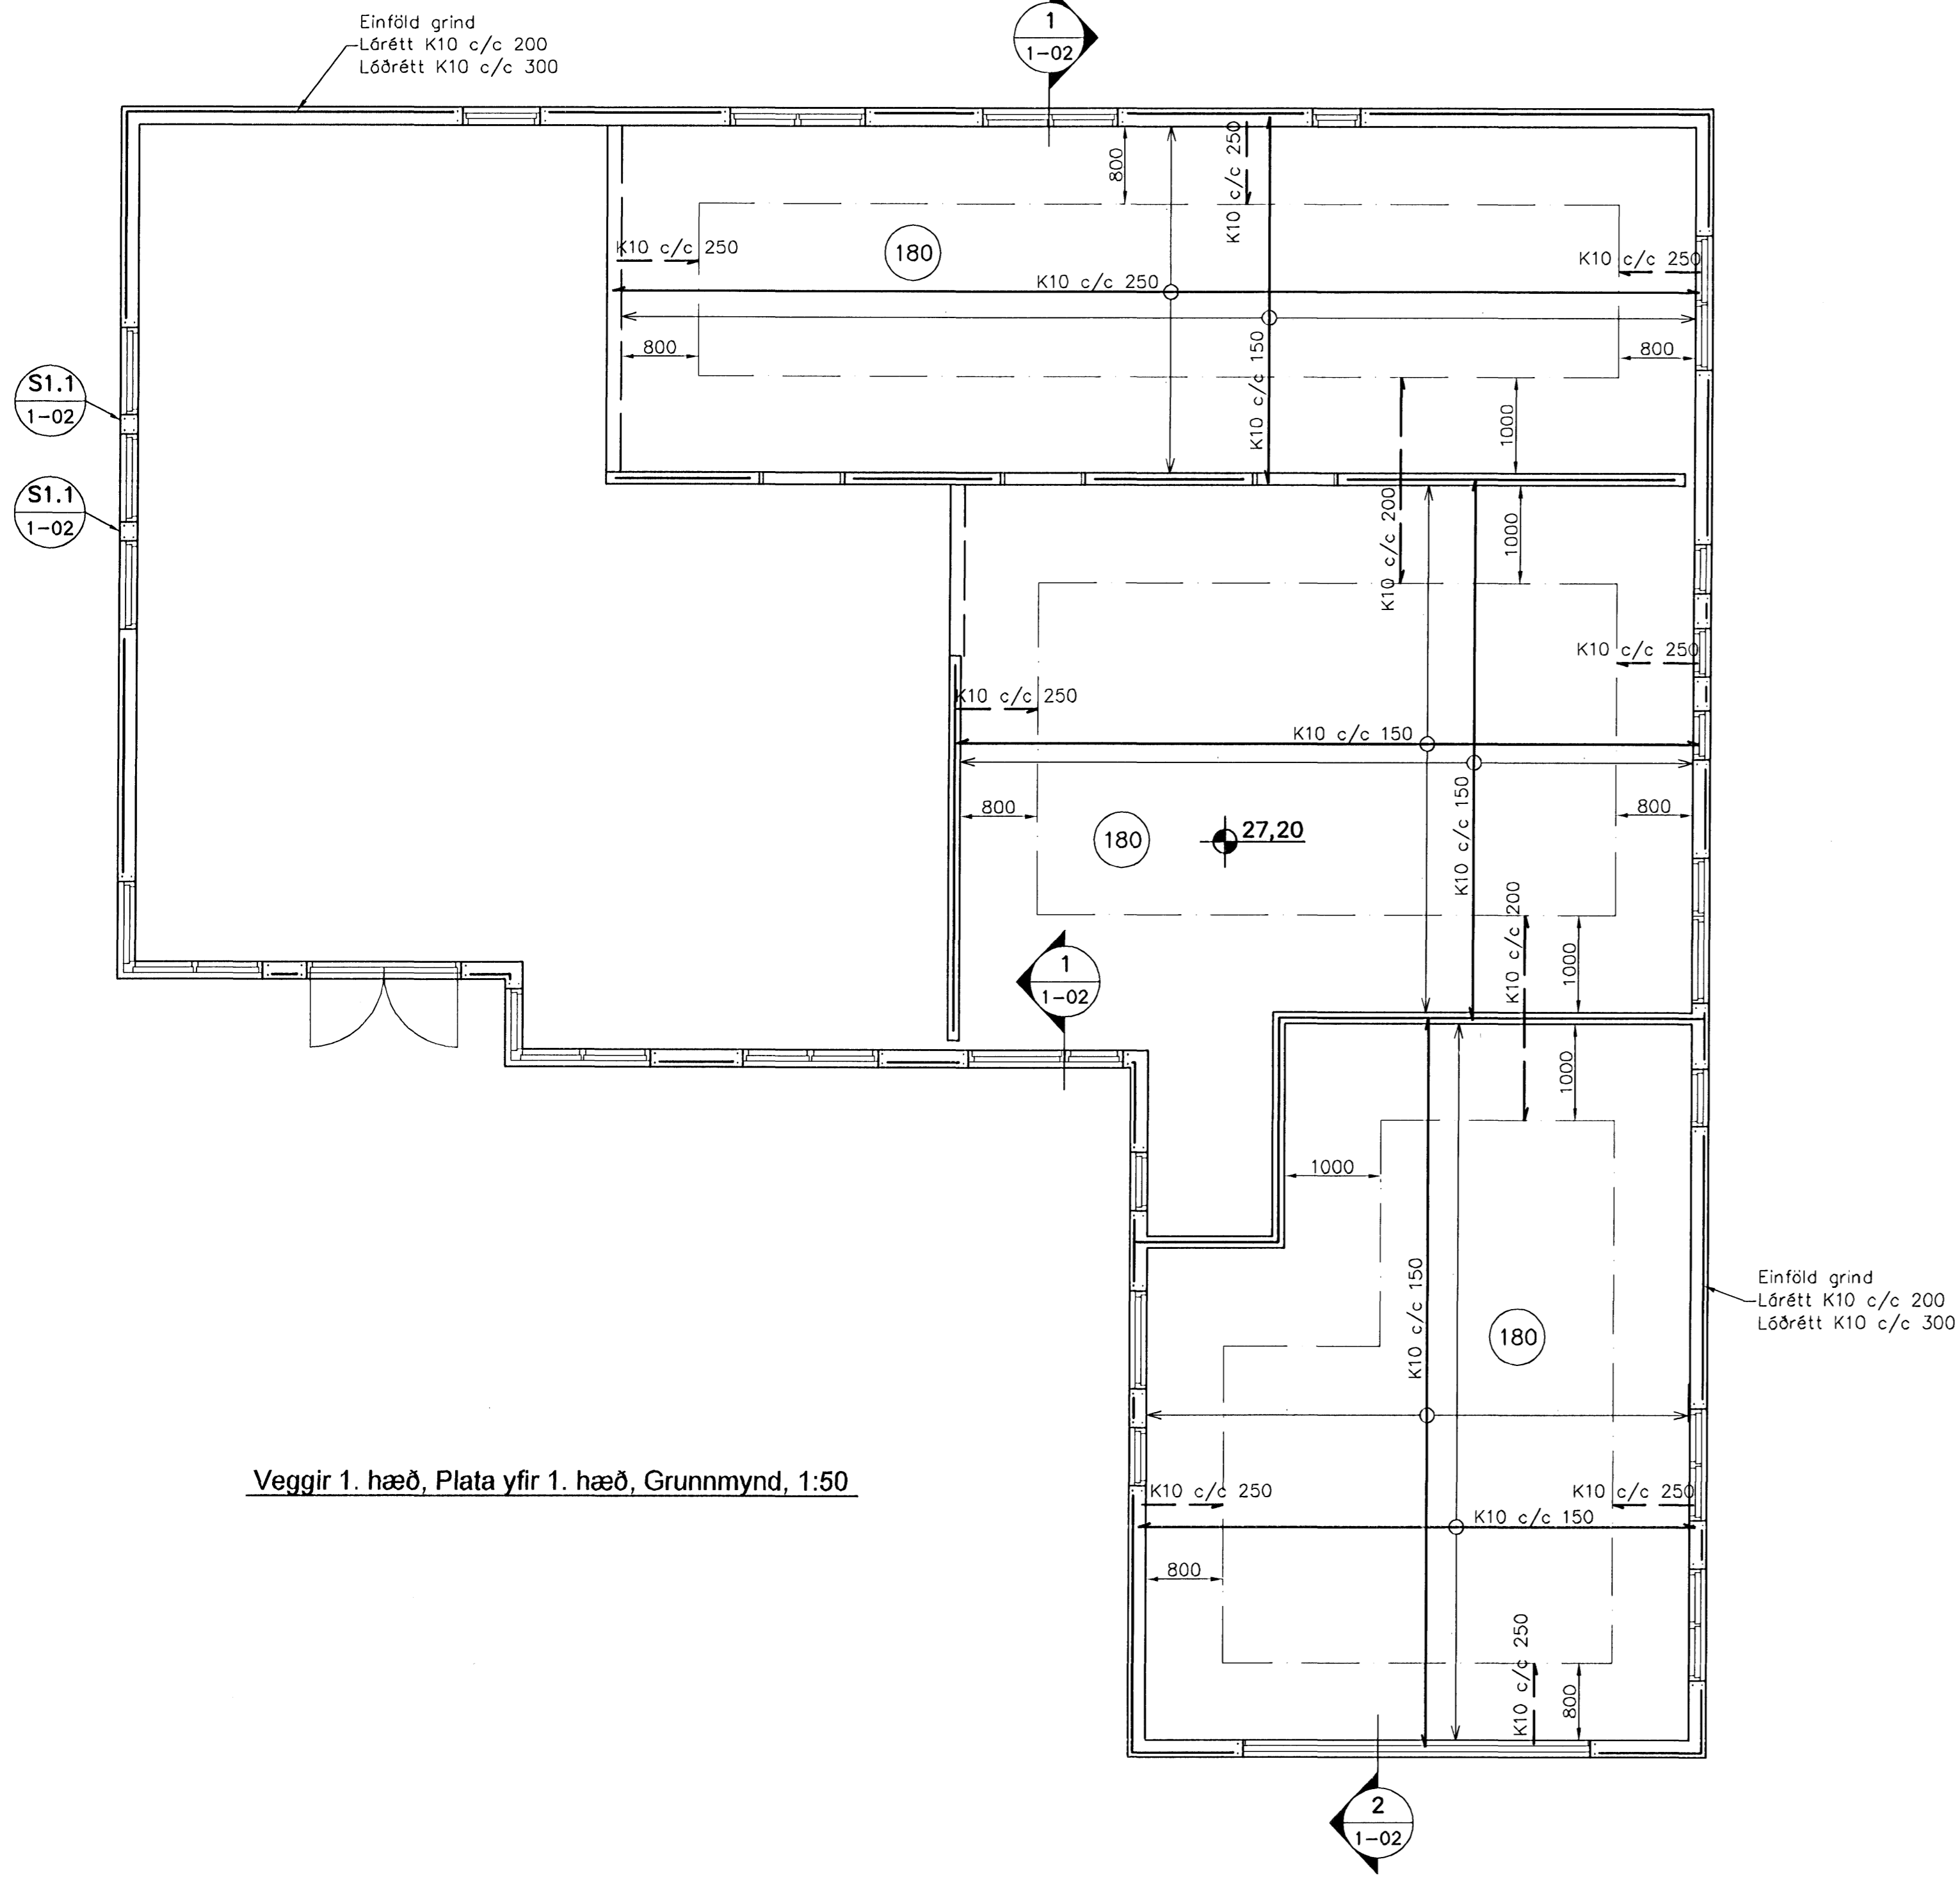 Einföld grind
Lárétt K10 c/c 200
Lóðrétt K10 c/c 300
1
1-02
800
K10 c/c 250
K10 c/c 250
180
K10 c/c 250
K10 c/c 250
K10 c/c 150
800
800
S1.1
1-02
1000
S1.1
1-02
K10 c/c 200
1000
K10 c/c 250
K10 c/c 250
K10 c/c 150
K10 c/c 150
800
800
180
27,20
K10 c/c 200
1000
1
1-02
1000
1000
K10 c/c 150
Einföld grind
Lárétt K10 c/c 200
Lóðrétt K10 c/c 300
180
Veggir 1. hæð, Plata yfir 1. hæð, Grunnmynd, 1:50
K10 c/c 250
K10 c/c 250
K10 c/c 150
800
K10 c/c 250
800
2
1-02